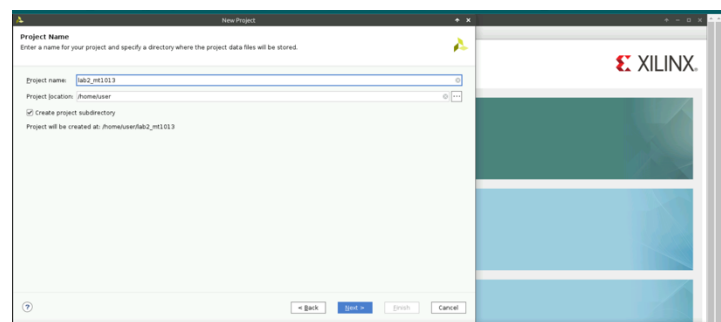 New Project
Project Name
Enter a name for your project and specify a directory where the project data files will be stored.
XILINX.
Project name: lab2_mt1013
Project location: /home/user
Create project subdirectory
Project will be created at: /home/user/lab2_mt1013
? < Back Next > Finish Cancel